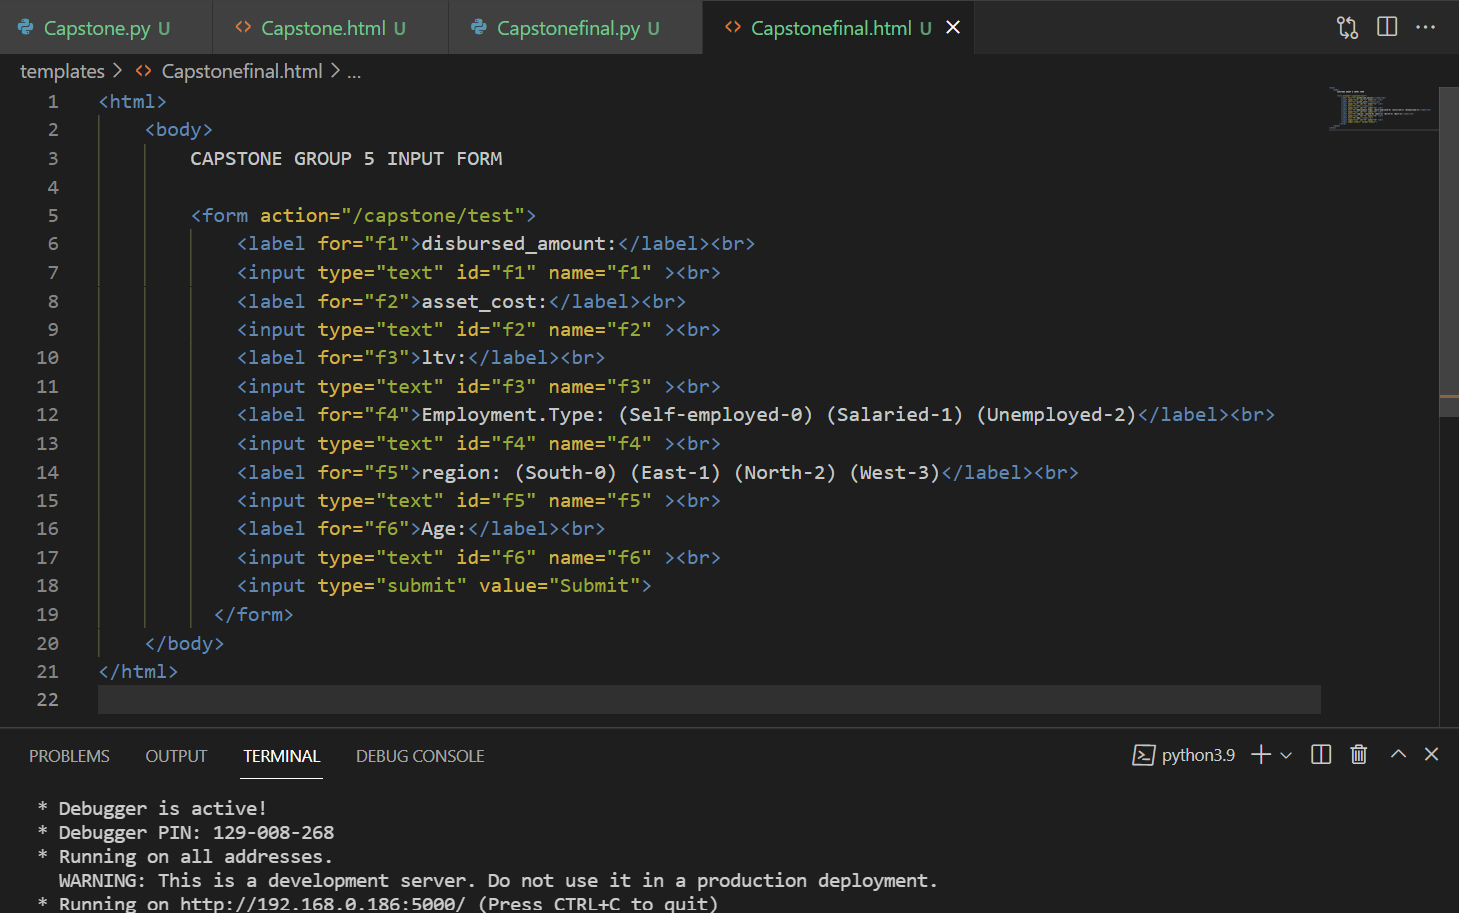 Capstone.py U Capstone.html U Capstonefinal.py U Capstonefinal.html U
templates > Capstonefinal.html > ...
1 <html>
2 <body>
3 CAPSTONE GROUP 5 INPUT FORM
4
5 <form action="/capstone/test">
6 <label for="f1">disbursed_amount:</label><br>
7 <input type="text" id="f1" name="f1" ><br>
8 <label for="f2">asset_cost:</label><br>
9 <input type="text" id="f2" name="f2" ><br>
10 <label for="f3">ltv:</label><br>
11 <input type="text" id="f3" name="f3" ><br>
12 <label for="f4">Employment.Type: (Self-employed-0) (Salaried-1) (Unemployed-2)</label><br>
13 <input type="text" id="f4" name="f4" ><br>
14 <label for="f5">region: (South-0) (East-1) (North-2) (West-3)</label><br>
15 <input type="text" id="f5" name="f5" ><br>
16 <label for="f6">Age:</label><br>
17 <input type="text" id="f6" name="f6" ><br>
18 <input type="submit" value="Submit">
19 </form>
20 </body>
21 </html>
22
PROBLEMS OUTPUT TERMINAL DEBUG CONSOLE python3.9
* Debugger is active!
* Debugger PIN: 129-008-268
* Running on all addresses.
WARNING: This is a development server. Do not use it in a production deployment.
* Running on http://192.168.0.186:5000/ (Press CTRL+C to quit)